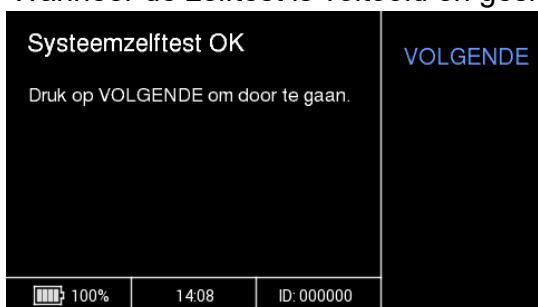 Systeemzelftest OK
VOLGENDE
Druk op VOLGENDE om door te gaan.
100%
14:08
ID: 000000